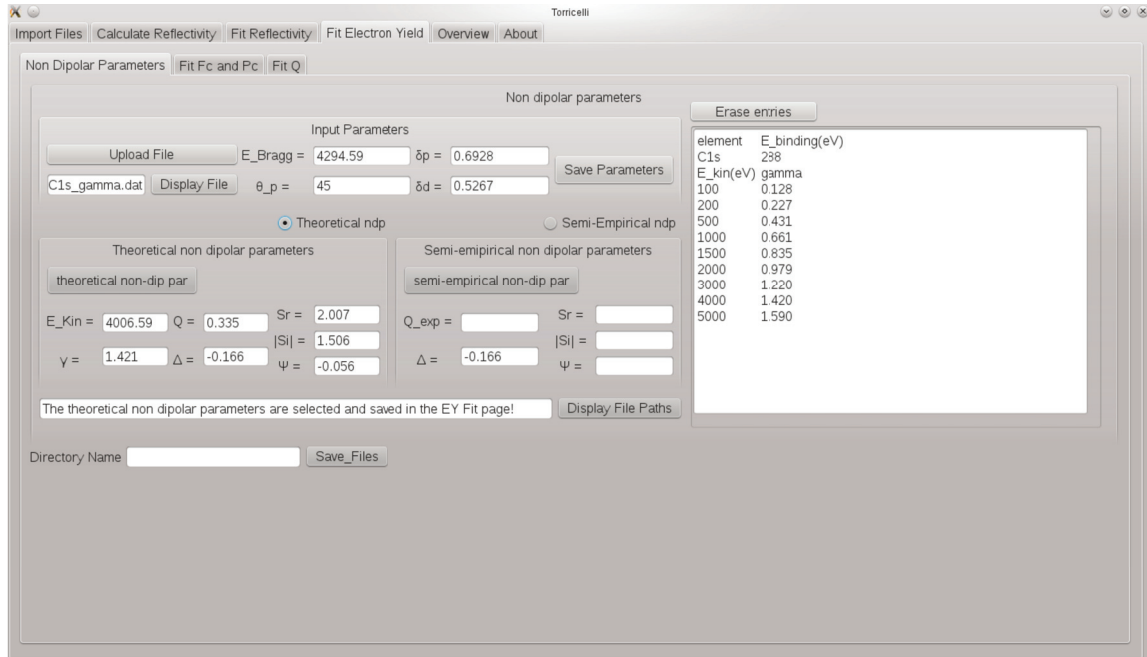 Torricelli
Import Files Calculate Reflectivity Fit Reflectivity Fit Electron Yield Overview About
Non Dipolar Parameters Fit Fc and Pc Fit Q
Non dipolar parameters
Input Parameters
Upload File E_Bragg = 4294.59 δp = 0.6928 Save Parameters
C1s_gamma.dat Display File θ_p = 45 δd = 0.5267
Theoretical ndp Semi-Empirical ndp
Theoretical non dipolar parameters
theoretical non-dip par
E_Kin = 4006.59 Q = 0.335 Sr = 2.007
|Si| = 1.506
γ = 1.421 Δ = -0.166 Ψ = -0.056
Semi-emipirical non dipolar parameters
semi-empirical non-dip par
Q_exp = Sr =
|Si| =
Δ = -0.166 Ψ =
The theoretical non dipolar parameters are selected and saved in the EY Fit page! Display File Paths
Erase entries
element E_binding(eV)
C1s 288
E_kin(eV) gamma
100 0.128
200 0.227
500 0.431
1000 0.661
1500 0.835
2000 0.979
3000 1.220
4000 1.420
5000 1.590
Directory Name Save_Files